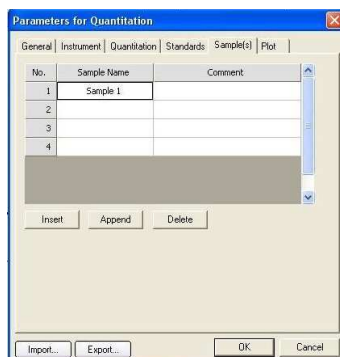 Parameters for Quantitation
General Instrument Quantitation Standards Sample(s) Plot
No. Sample Name Comment
1 Sample 1
2
3
4
Insert Append Delete
Import... Export... OK Cancel